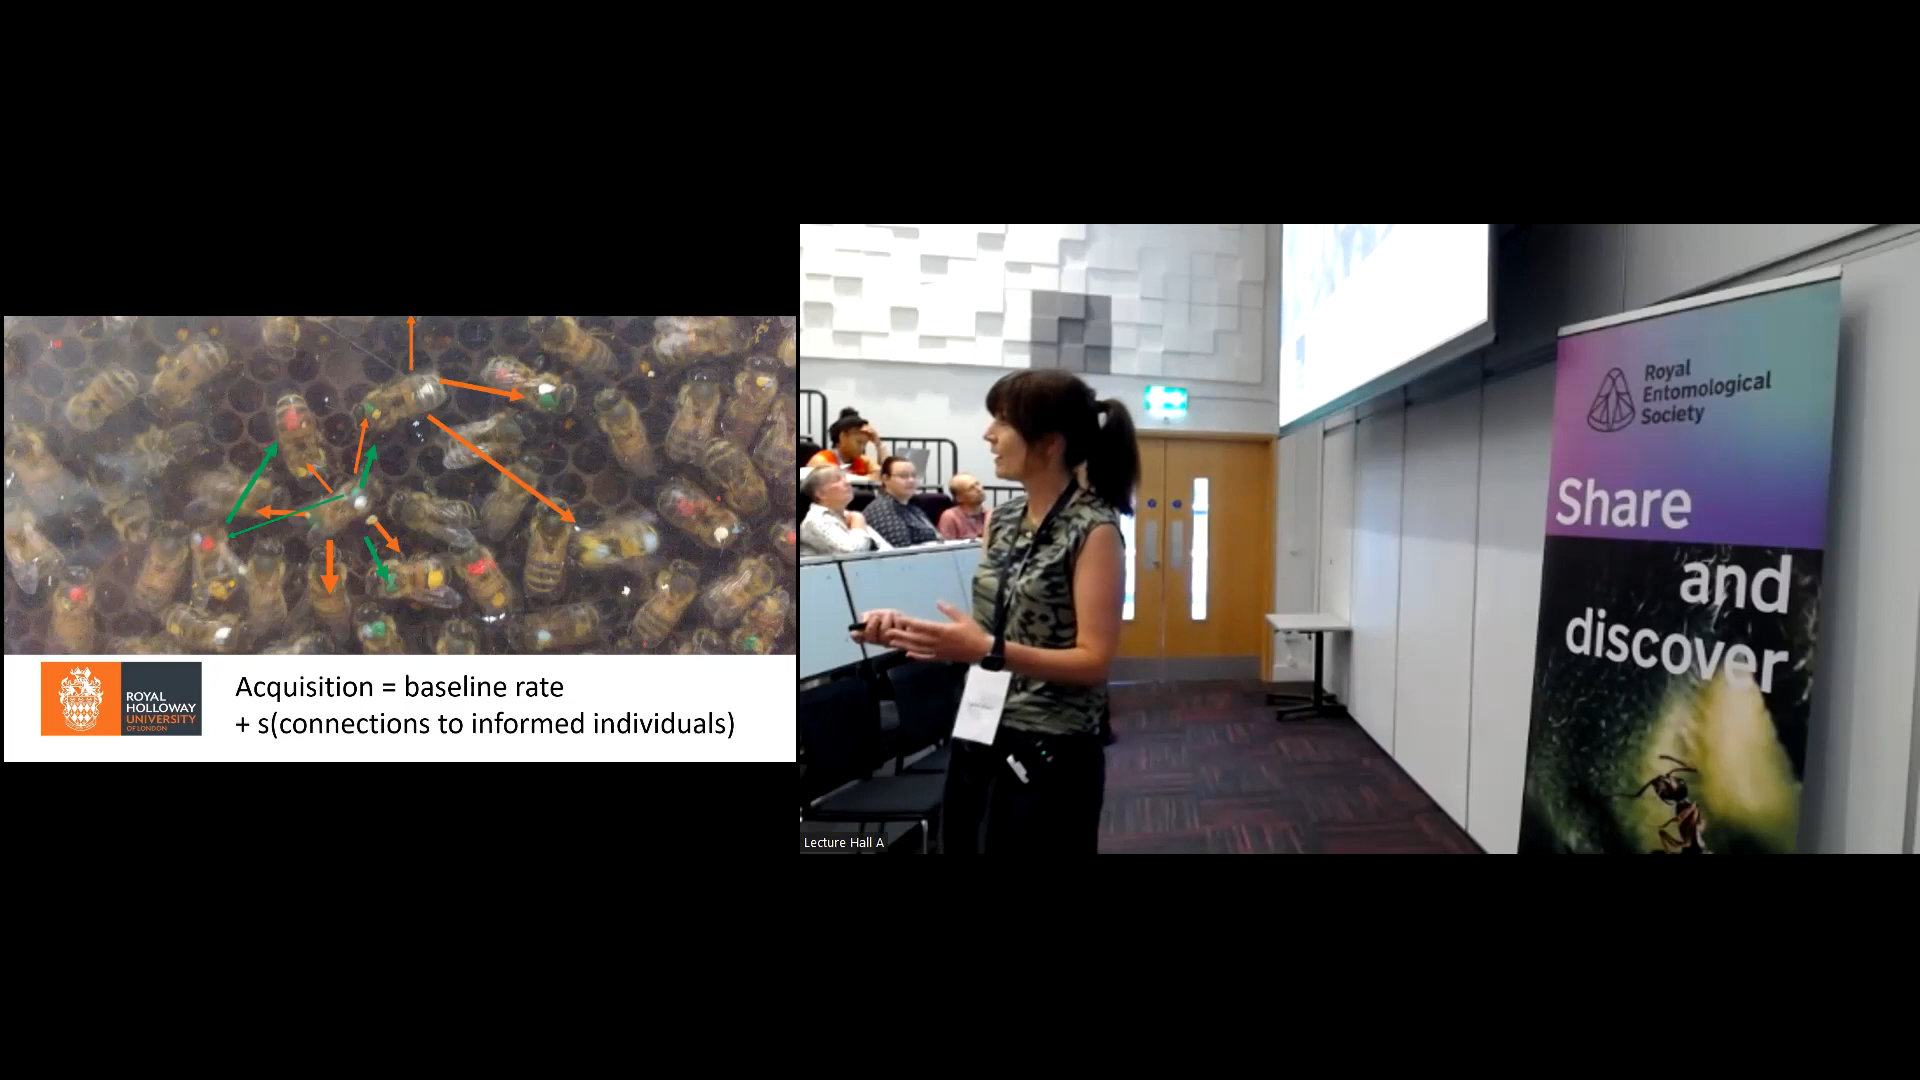 ROYAL
HOLLOWAY
UNIVERSITY
OF LONDON
Acquisition = baseline rate
+ s(connections to informed individuals)
Royal
Entomological
Society
Share
and
discover
Lecture Hall A